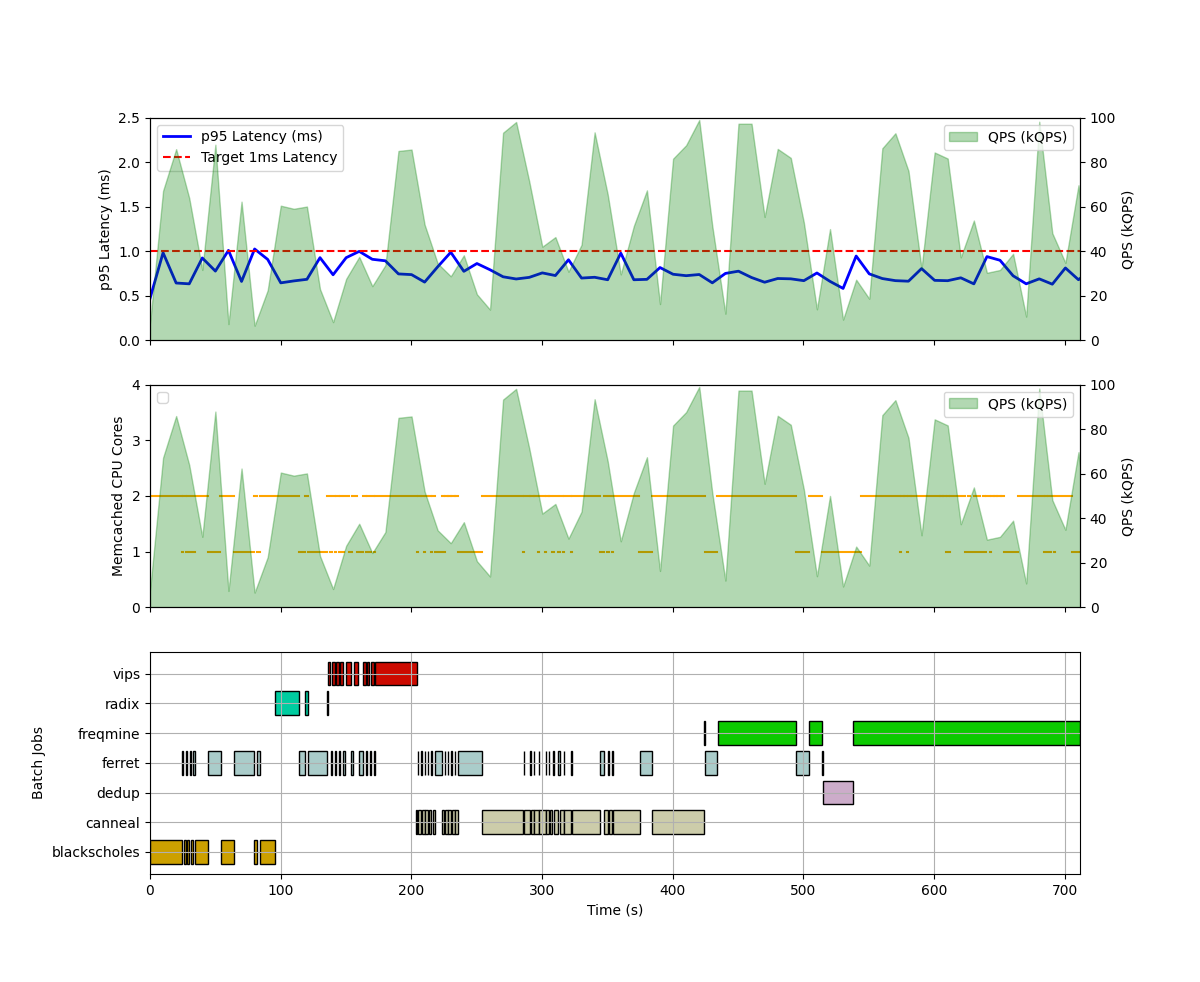 2.5
2.0
1.5
1.0
0.5
0.0
p95 Latency (ms)
p95 Latency (ms)
Target 1ms Latency
QPS (kQPS)
100
80
60
40
20
0
QPS (kQPS)
4
3
2
1
0
Memcached CPU Cores
QPS (kQPS)
100
80
60
40
20
0
QPS (kQPS)
vips
radix
freqmine
ferret
dedup
canneal
blackscholes
Batch Jobs
0 100 200 300 400 500 600 700
Time (s)